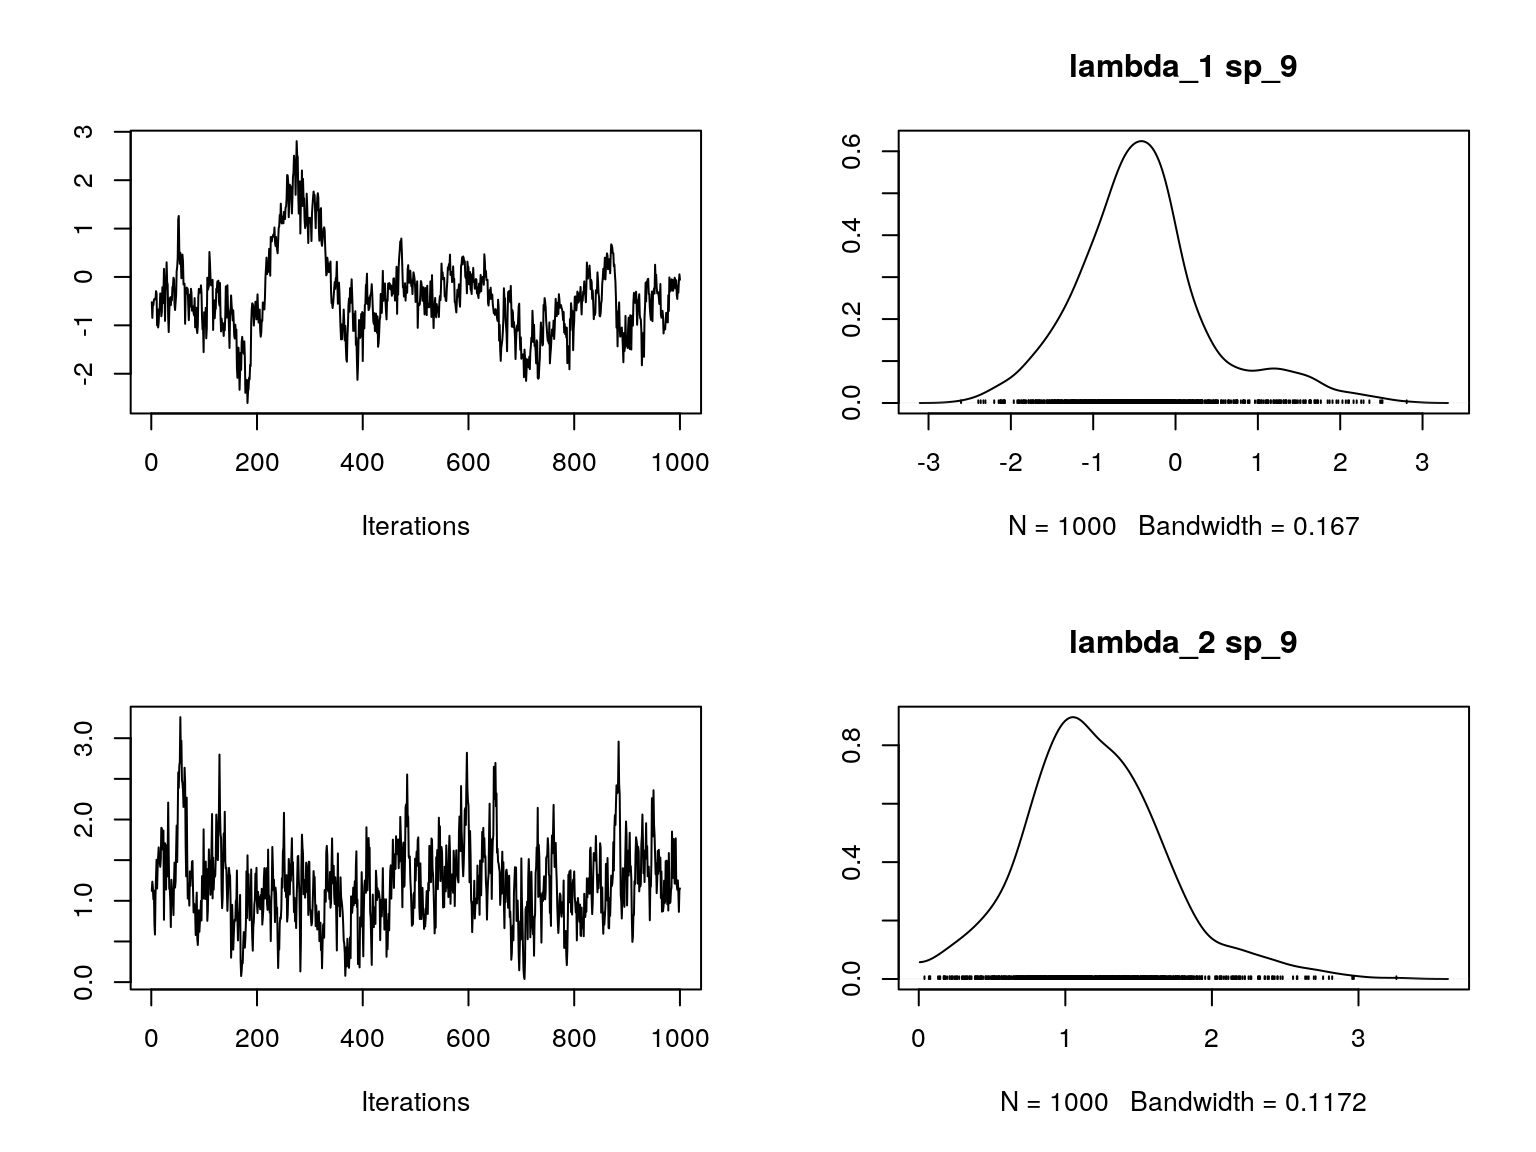 lambda_1 sp_9
3
2
1
0
-1
-2
0 200 400 600 800 1000
Iterations
0.6
0.4
0.2
0.0
-3 -2 -1 0 1 2 3
N = 1000 Bandwidth = 0.167
lambda_2 sp_9
3.0
2.0
1.0
0.0
0 200 400 600 800 1000
Iterations
0.8
0.4
0.0
0 1 2 3
N = 1000 Bandwidth = 0.1172